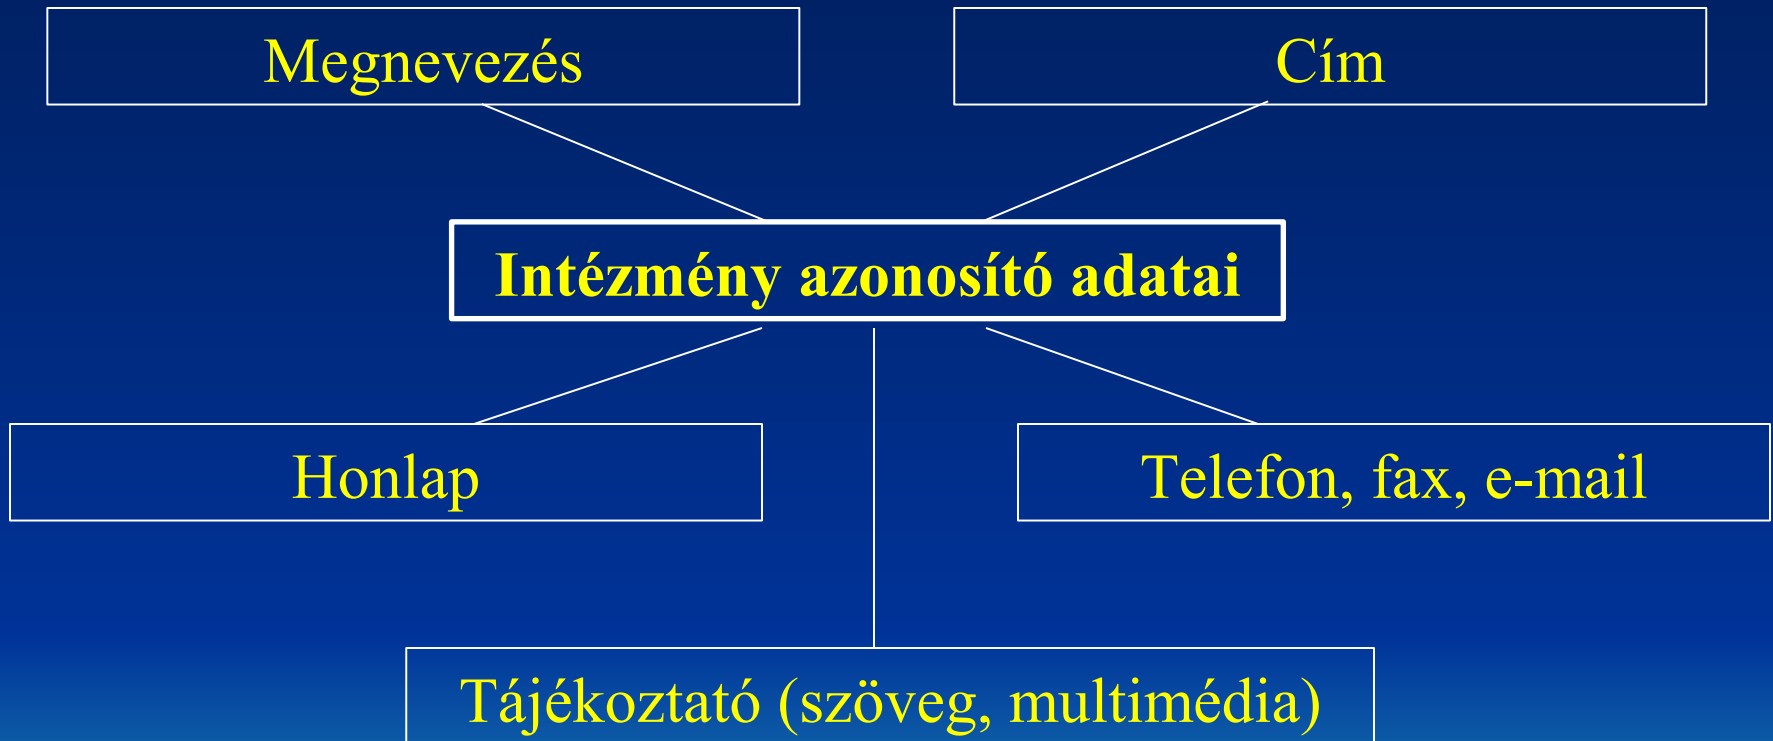 Megnevezés
Cím
Intézmény azonosító adatai
Honlap
Telefon, fax, e-mail
Tájékoztató (szöveg, multimédia)